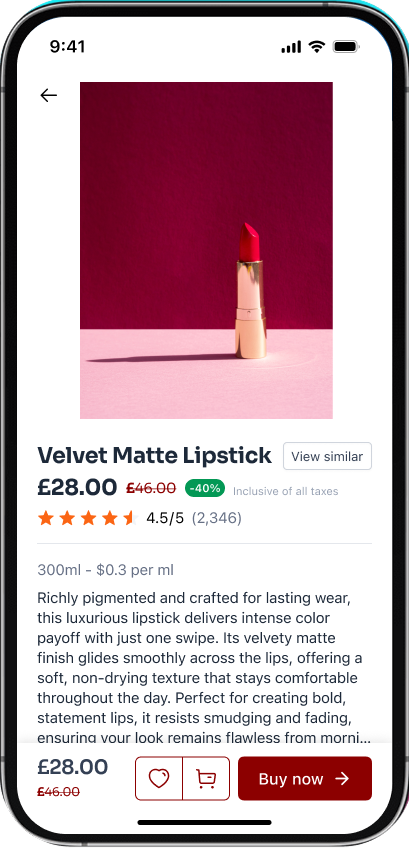 9:41
Velvet Matte Lipstick
View similar
£28.00 £46.00 -40% Inclusive of all taxes
4.5/5 (2,346)
300ml - $0.3 per ml
Richly pigmented and crafted for lasting wear,
this luxurious lipstick delivers intense color
payoff with just one swipe. Its velvety matte
finish glides smoothly across the lips, offering a
soft, non-drying texture that stays comfortable
throughout the day. Perfect for creating bold,
statement lips, it resists smudging and fading,
ensuring your look remains flawless from morni...
£28.00
£46.00
Buy now